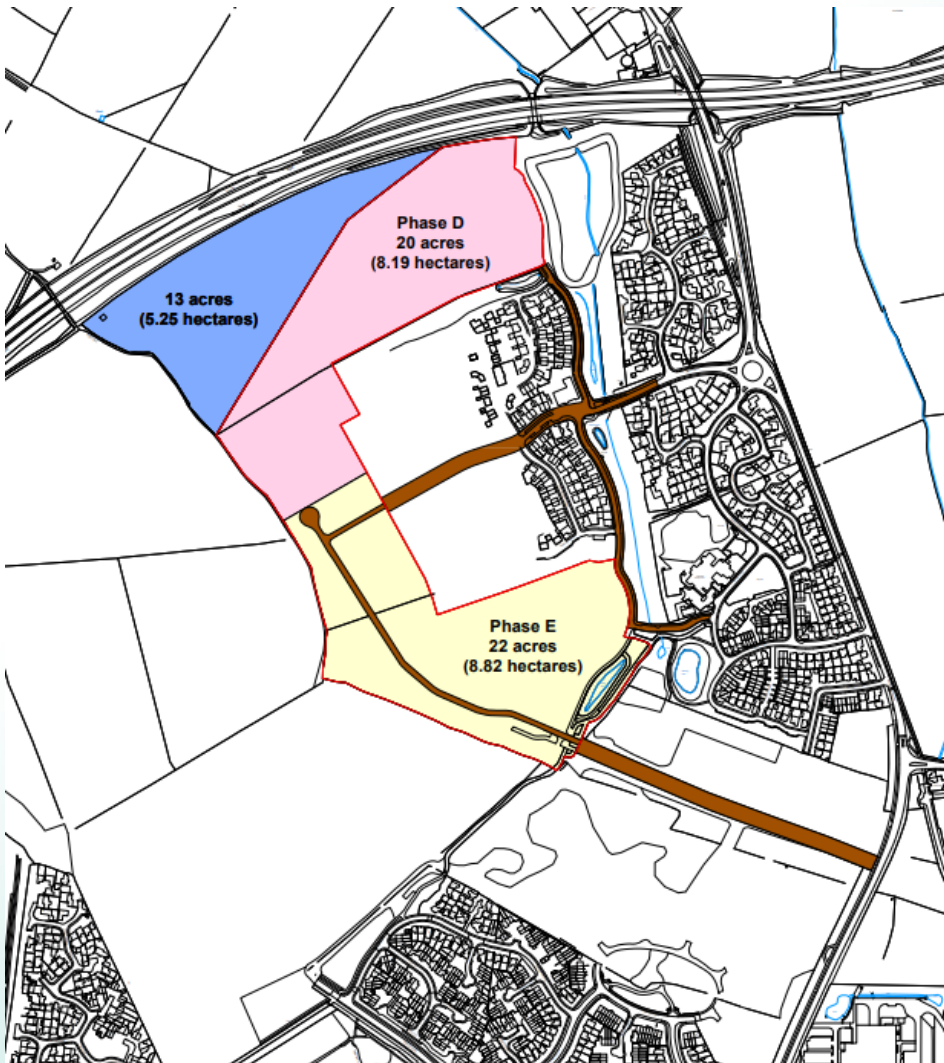 Phase D
20 acres
(8.19 hectares)
13 acres
(5.25 hectares)
Phase E
22 acres
(8.82 hectares)